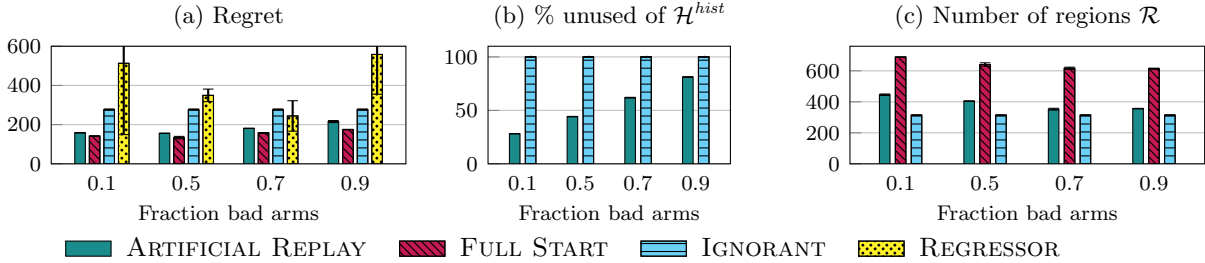 (a) Regret
600
400
200
0
0.1 0.5 0.7 0.9
Fraction bad arms
(b) % unused of ℋ^hist
100
50
0
0.1 0.5 0.7 0.9
Fraction bad arms
(c) Number of regions ℛ
600
400
200
0
0.1 0.5 0.7 0.9
Fraction bad arms
ARTIFICIAL REPLAY FULL START IGNORANT REGRESSOR